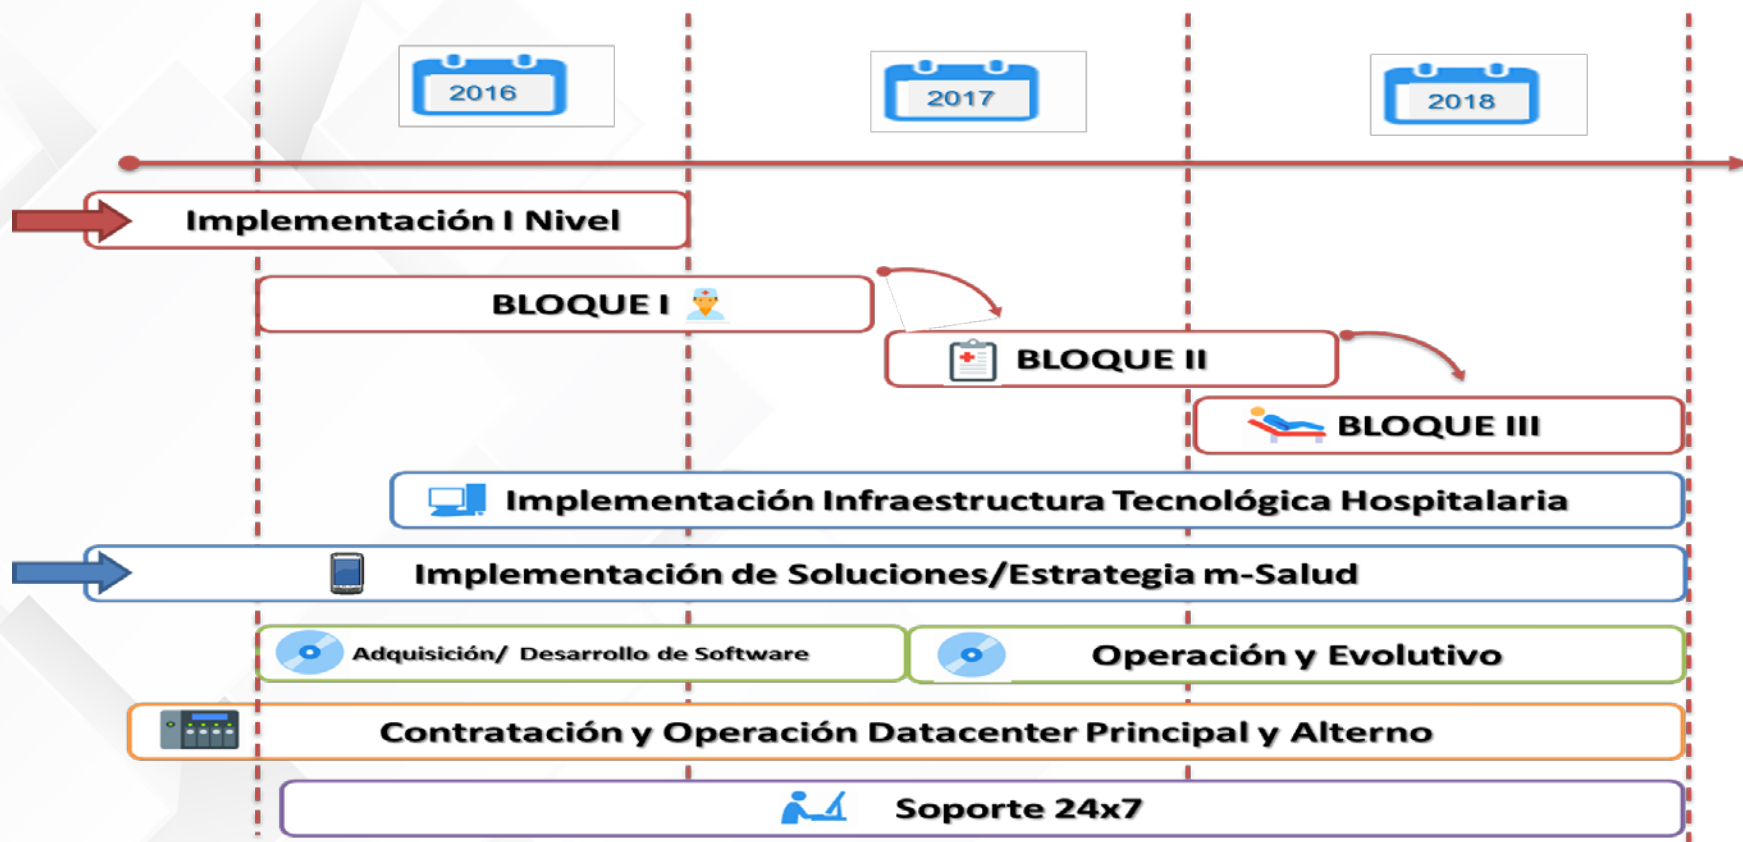 2016
2017
2018
Implementación I Nivel
BLOQUE I
BLOQUE II
BLOQUE III
Implementación Infraestructura Tecnológica Hospitalaria
Implementación de Soluciones/Estrategia m-Salud
Adquisición/ Desarrollo de Software
Operación y Evolutivo
Contratación y Operación Datacenter Principal y Alterno
Soporte 24x7